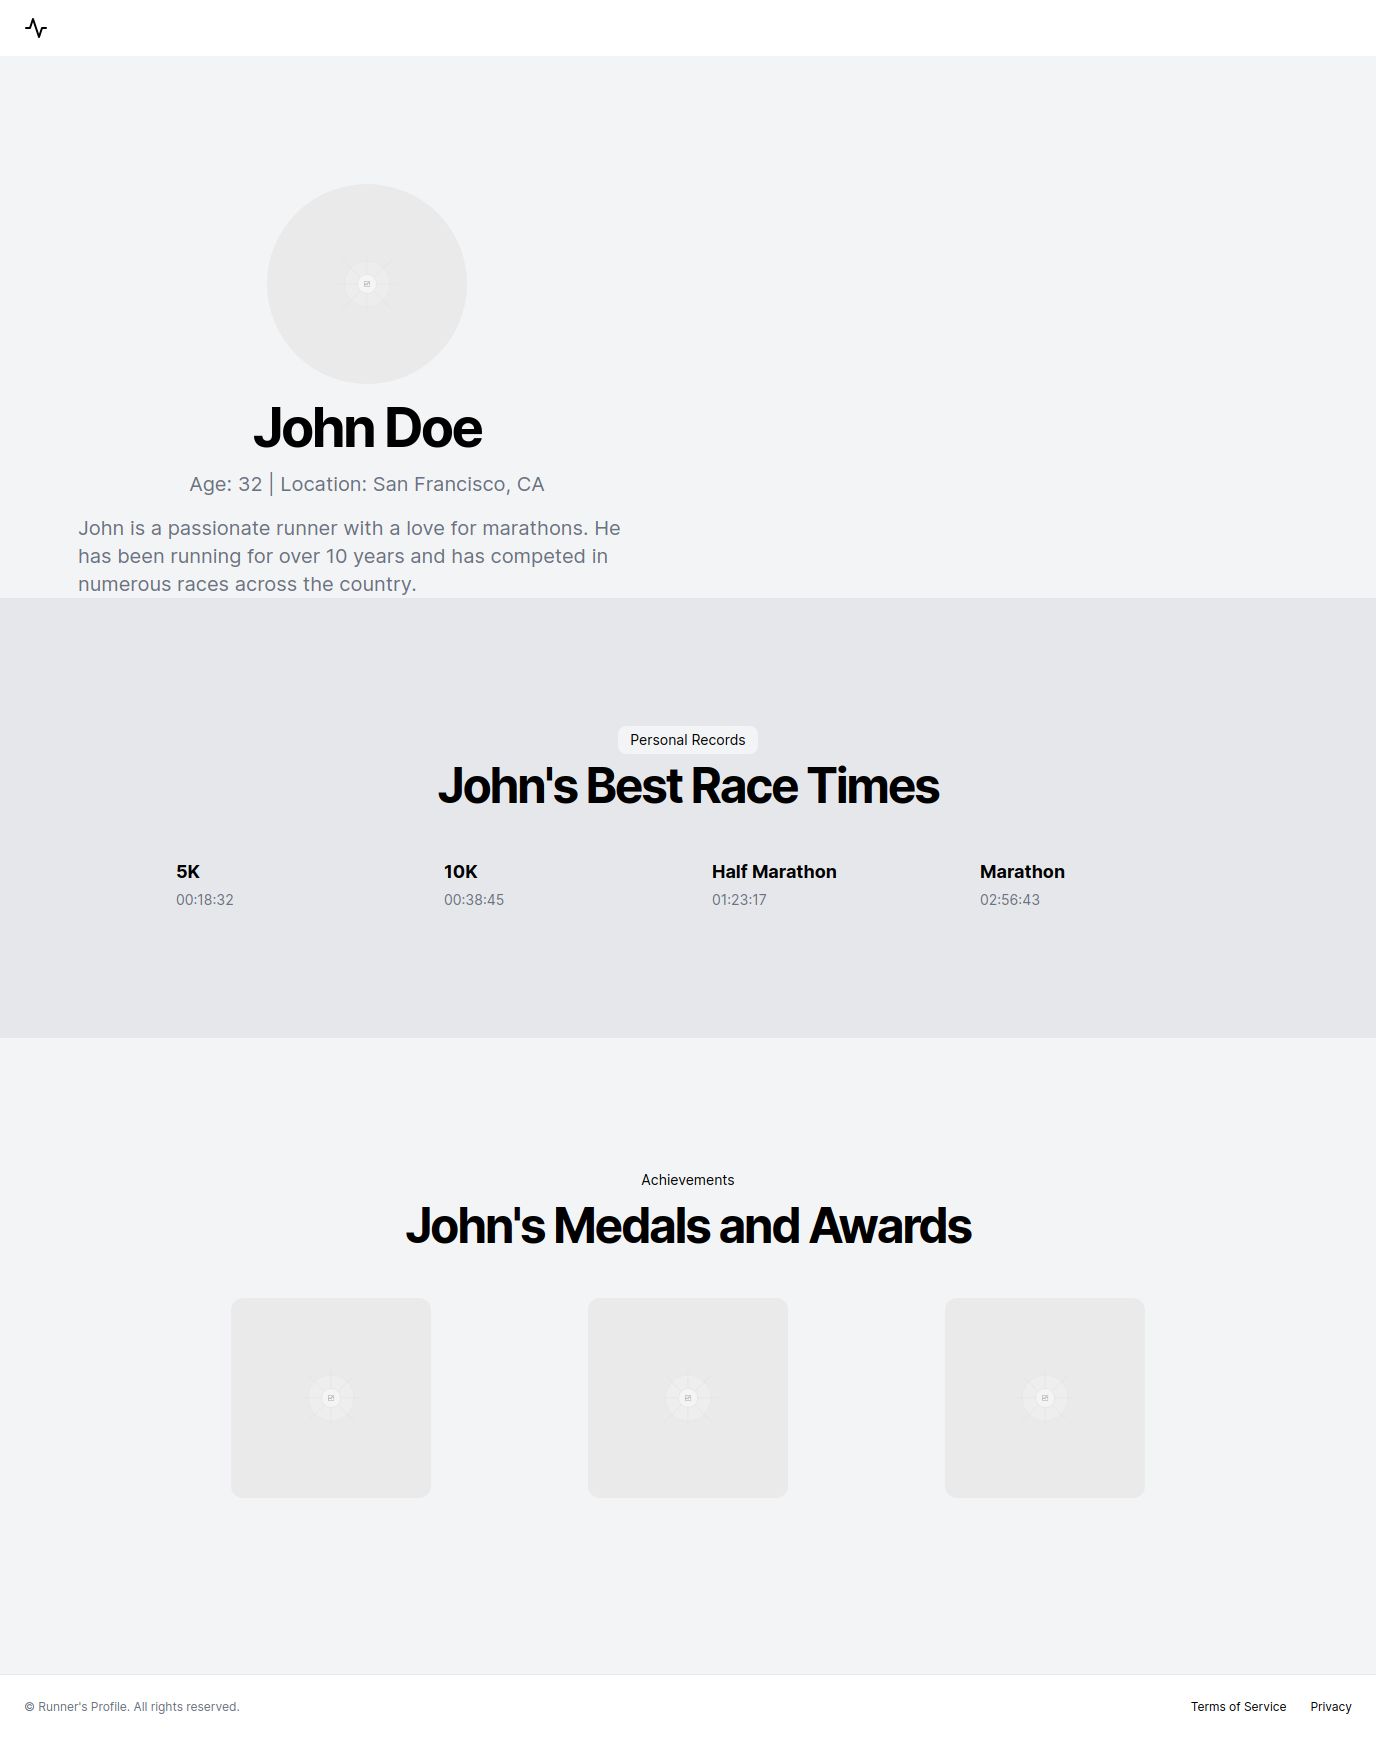 John Doe
Age: 32 | Location: San Francisco, CA
John is a passionate runner with a love for marathons. He
has been running for over 10 years and has competed in
numerous races across the country.
Personal Records
John's Best Race Times
5K
00:18:32
10K
00:38:45
Half Marathon
01:23:17
Marathon
02:56:43
Achievements
John's Medals and Awards
© Runner's Profile. All rights reserved.
Terms of Service
Privacy